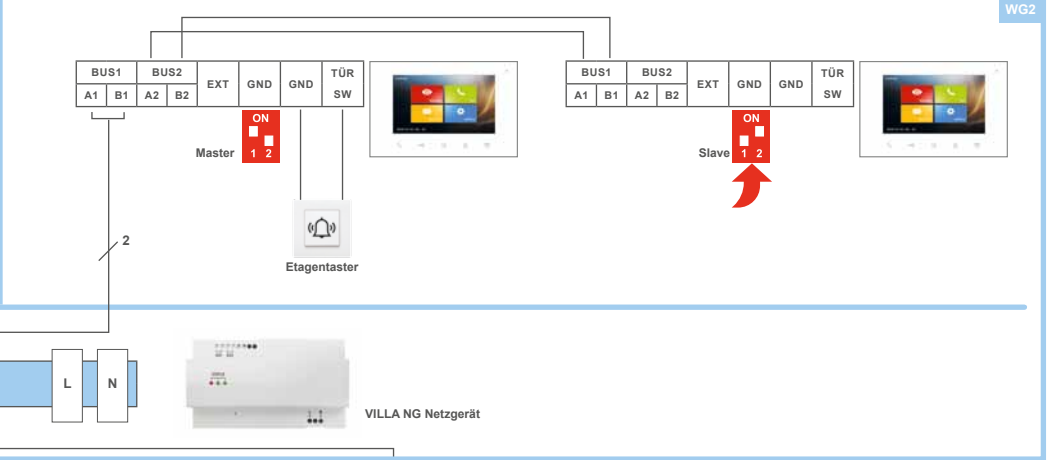 WG2
BUS1 BUS2 EXT GND GND TÜR SW
A1 B1 A2 B2
ON
1 2
Master
BUS1 BUS2 EXT GND GND TÜR SW
A1 B1 A2 B2
ON
1 2
Slave
2
Etagentaster
L N
VILLA NG Netzgerät